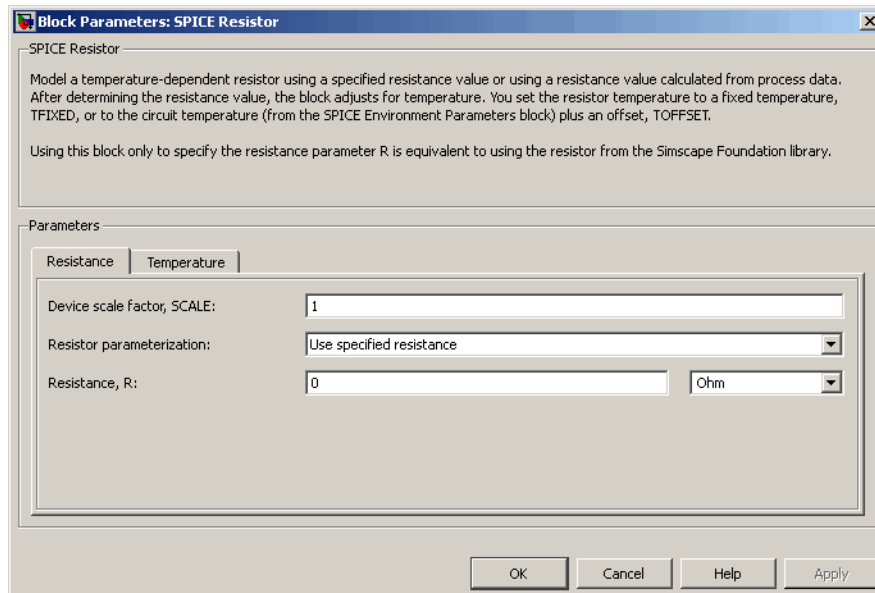 Block Parameters: SPICE Resistor
SPICE Resistor
Model a temperature-dependent resistor using a specified resistance value or using a resistance value calculated from process data.
After determining the resistance value, the block adjusts for temperature. You set the resistor temperature to a fixed temperature,
TFIXED, or to the circuit temperature (from the SPICE Environment Parameters block) plus an offset, TOFFSET.
Using this block only to specify the resistance parameter R is equivalent to using the resistor from the Simscape Foundation library.
Parameters
Resistance Temperature
Device scale factor, SCALE: 1
Resistor parameterization: Use specified resistance
Resistance, R: 0 Ohm
OK Cancel Help Apply